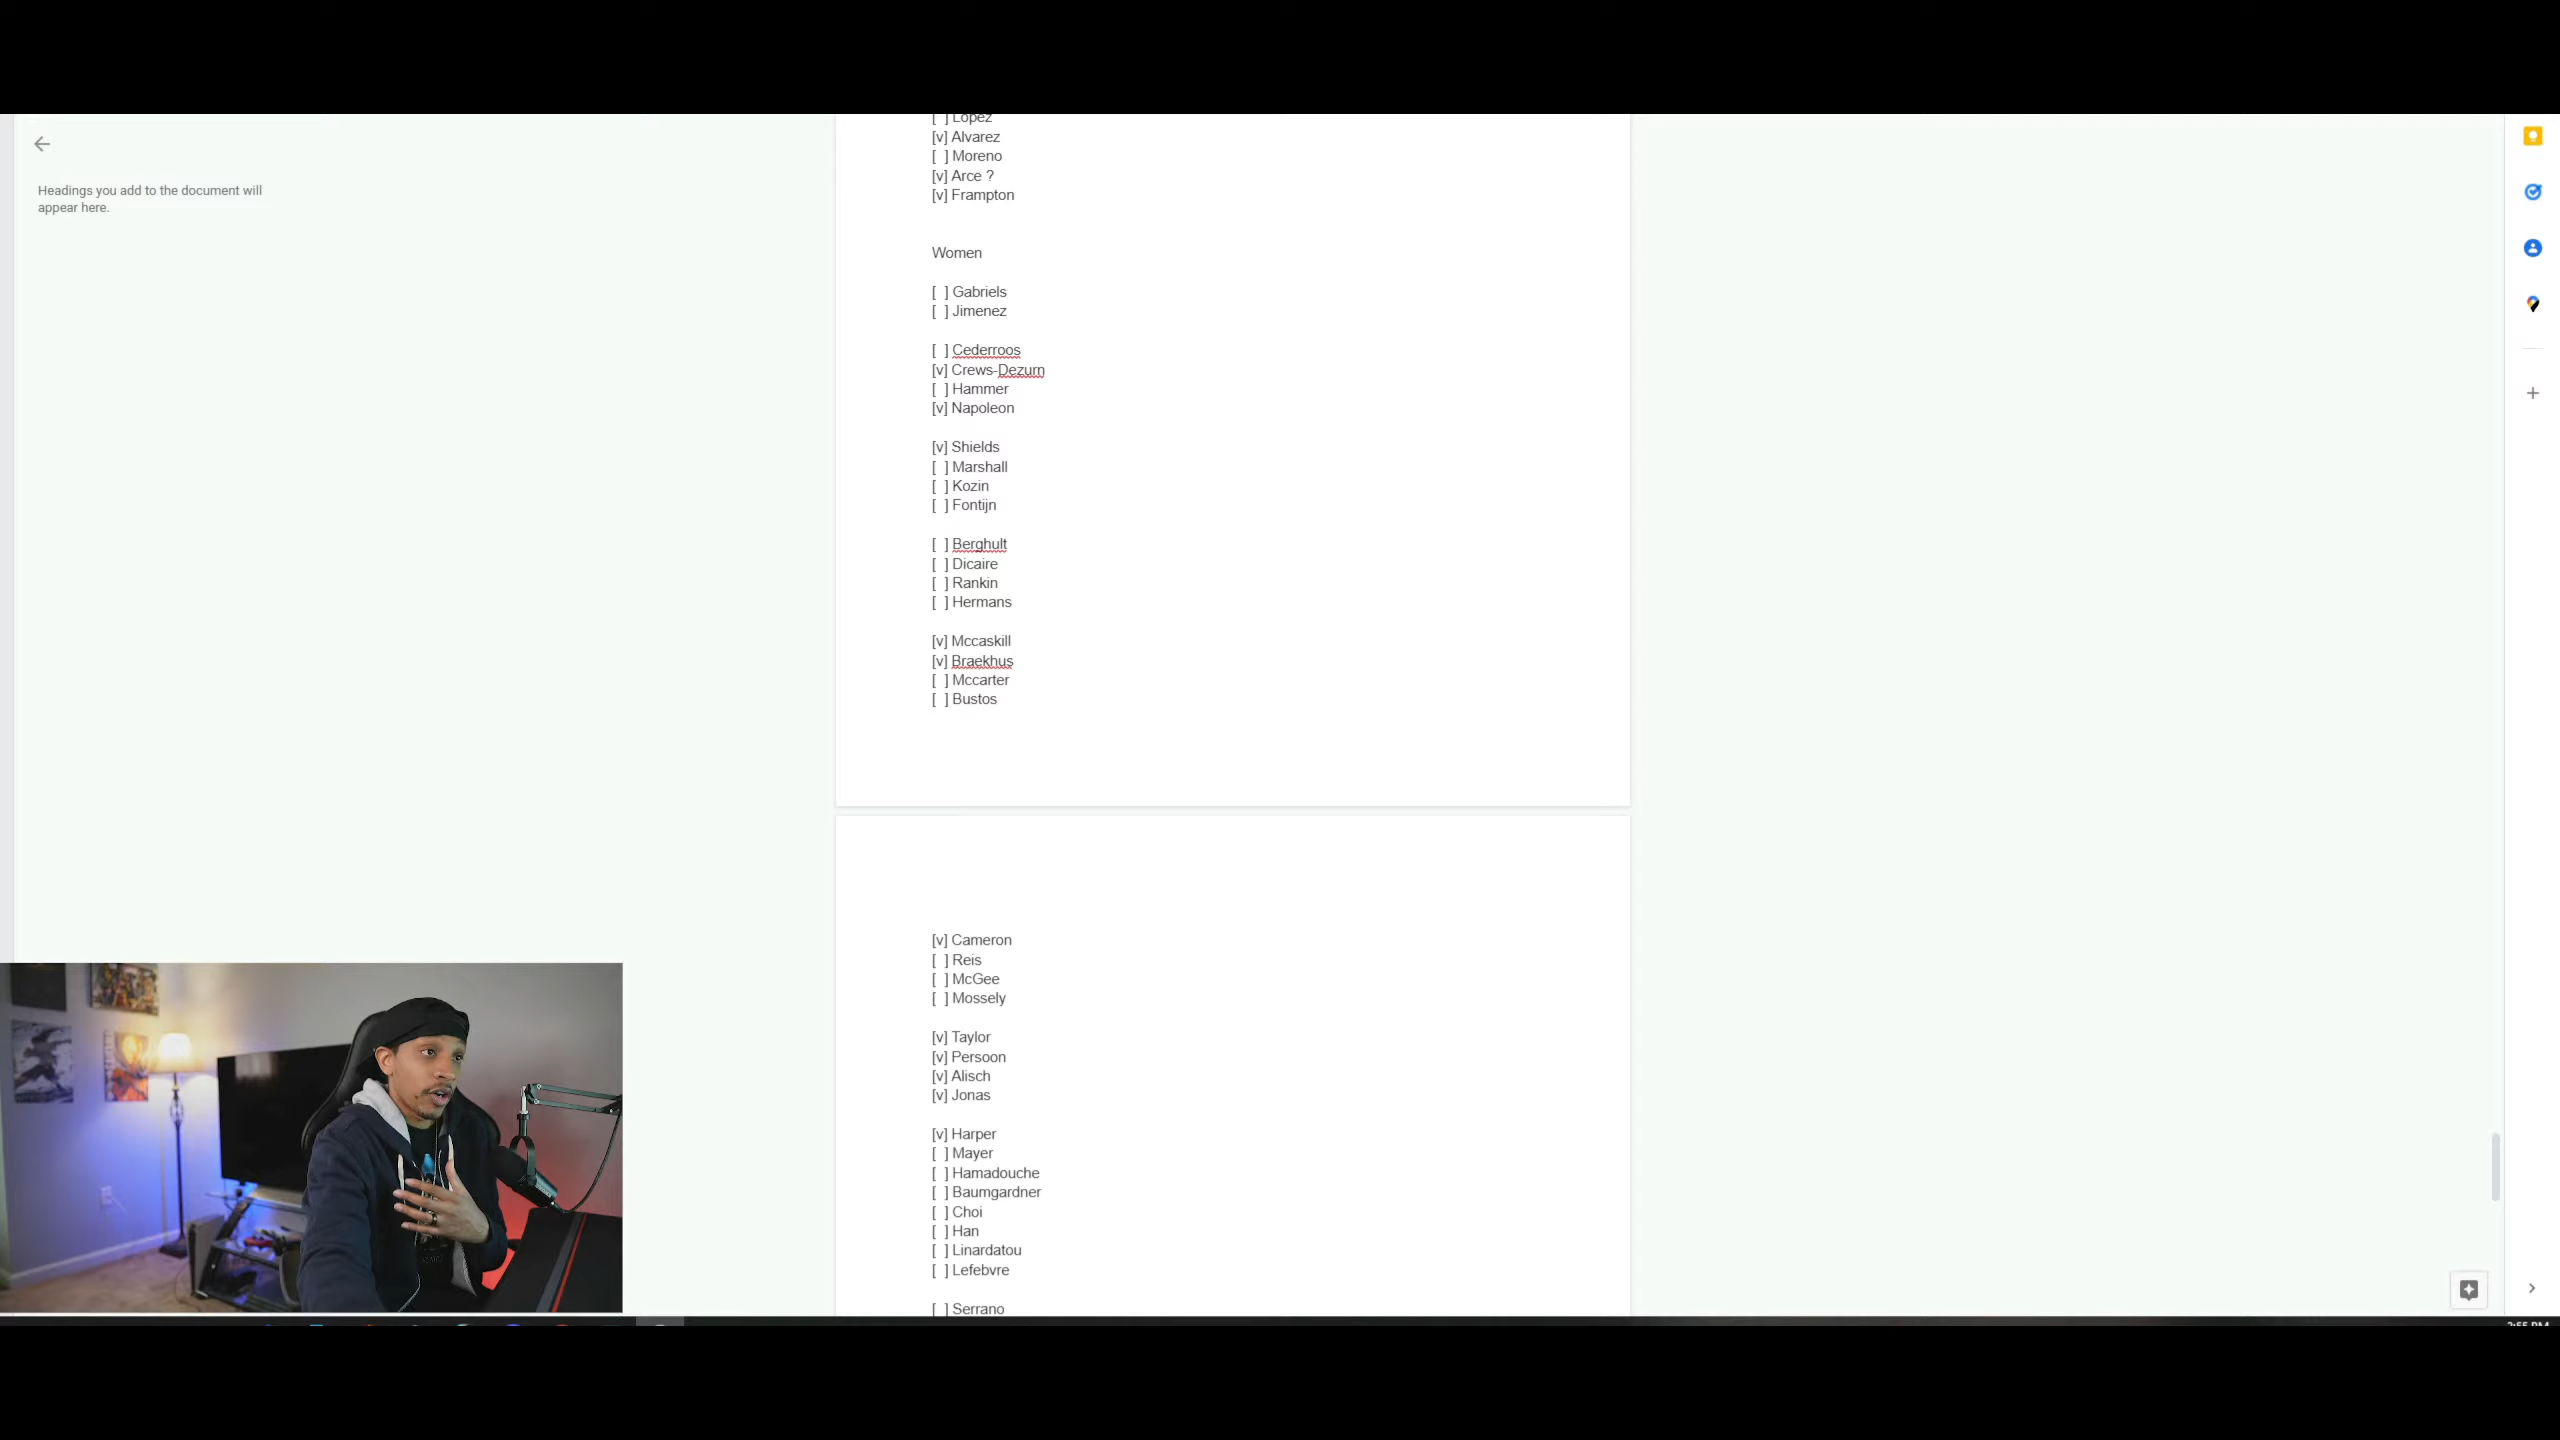 Headings you add to the document will
appear here.
[ ] Lopez
[v] Alvarez
[ ] Moreno
[v] Arce ?
[v] Frampton
Women
[ ] Gabriels
[ ] Jimenez
[ ] Cederroos
[v] Crews-Dezurn
[ ] Hammer
[v] Napoleon
[v] Shields
[ ] Marshall
[ ] Kozin
[ ] Fontijn
[ ] Berghult
[ ] Dicaire
[ ] Rankin
[ ] Hermans
[v] Mccaskill
[v] Braekhus
[ ] Mccarter
[ ] Bustos
[v] Cameron
[ ] Reis
[ ] McGee
[ ] Mossely
[v] Taylor
[v] Persoon
[v] Alisch
[v] Jonas
[v] Harper
[ ] Mayer
[ ] Hamadouche
[ ] Baumgardner
[ ] Choi
[ ] Han
[ ] Linardatou
[ ] Lefebvre
[ ] Serrano